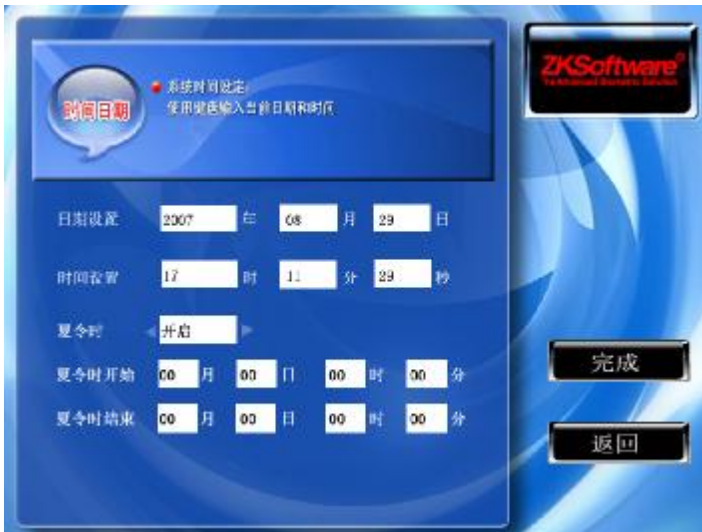 时间日期
系统时间设定:
使用键盘输入当前日期和时间
ZKSoftware®
日期设置 2007 年 08 月 29 日
时间设置 17 时 11 分 29 秒
夏令时 开启
夏令时开始 00 月 00 日 00 时 00 分
夏令时结束 00 月 00 日 00 时 00 分
完成
返回